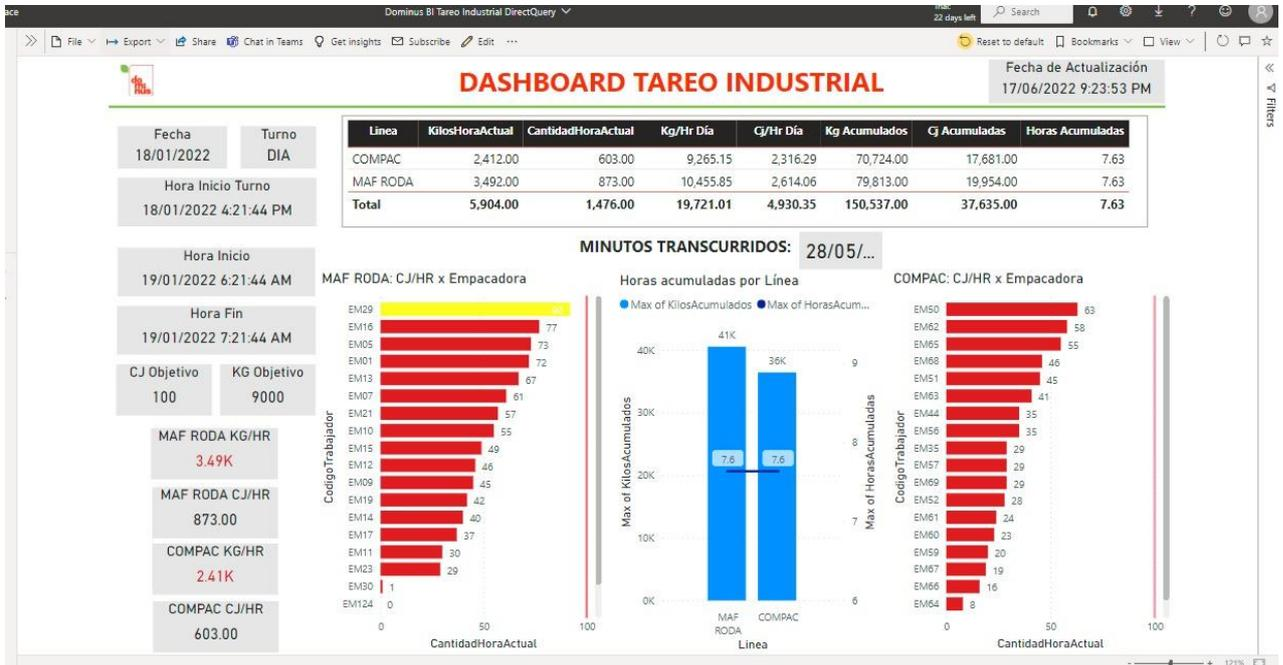 ace
Dominus BI Tareo Industrial DirectQuery
22 days left
Search
File
Export
Share
Chat in Teams
Get insights
Subscribe
Edit
Reset to default
Bookmarks
View
Filters
DASHBOARD TAREO INDUSTRIAL
Fecha de Actualización
17/06/2022 9:23:53 PM
Fecha
18/01/2022
Turno
DIA
Hora Inicio Turno
18/01/2022 4:21:44 PM
Linea KilosHoraActual CantidadHoraActual Kg/Hr Día Cj/Hr Día Kg Acumulados Cj Acumuladas Horas Acumuladas
COMPAC 2,412.00 603.00 9,265.15 2,316.29 70,724.00 17,681.00 7.63
MAF RODA 3,492.00 873.00 10,455.85 2,614.06 79,813.00 19,954.00 7.63
Total 5,904.00 1,476.00 19,721.01 4,930.35 150,537.00 37,635.00 7.63
MINUTOS TRANSCURRIDOS: 28/05/...
Hora Inicio
19/01/2022 6:21:44 AM
Hora Fin
19/01/2022 7:21:44 AM
CJ Objetivo
100
KG Objetivo
9000
MAF RODA KG/HR
3.49K
MAF RODA CJ/HR
873.00
COMPAC KG/HR
2.41K
COMPAC CJ/HR
603.00
MAF RODA: CJ/HR x Empacadora
CodigoTrabajador
EM29
EM16 77
EM05 73
EM01 72
EM13 67
EM07 61
EM21 57
EM10 55
EM15 49
EM12 46
EM09 45
EM19 42
EM14 40
EM17 37
EM11 30
EM23 29
EM30 1
EM124 0
0 50 100
CantidadHoraActual
Horas acumuladas por Línea
Max of KilosAcumulados Max of HorasAcum...
Max of KilosAcumulados
40K
30K
20K
10K
0K
41K
36K
7.6 7.6
9
8
7
6
Max of HorasAcumuladas
MAF RODA
COMPAC
Linea
COMPAC: CJ/HR x Empacadora
CodigoTrabajador
EM50 63
EM62 58
EM65 55
EM68 46
EM51 45
EM63 41
EM44 35
EM56 35
EM35 29
EM57 29
EM69 29
EM52 28
EM61 24
EM60 23
EM59 20
EM67 19
EM66 16
EM64 8
0 50 100
CantidadHoraActual
121%